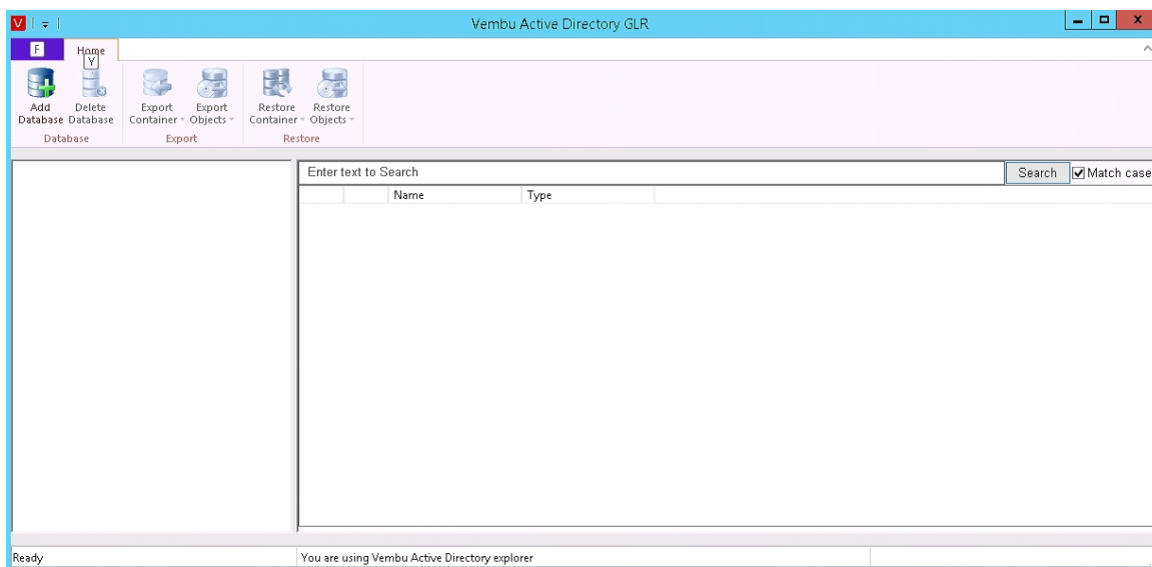 V
Vembu Active Directory GLR
F
Home
Y
Add Database
Delete Database
Export Container
Export Objects
Restore Container
Restore Objects
Database
Export
Restore
Enter text to Search
Search
Match case
Name
Type
Ready
You are using Vembu Active Directory explorer